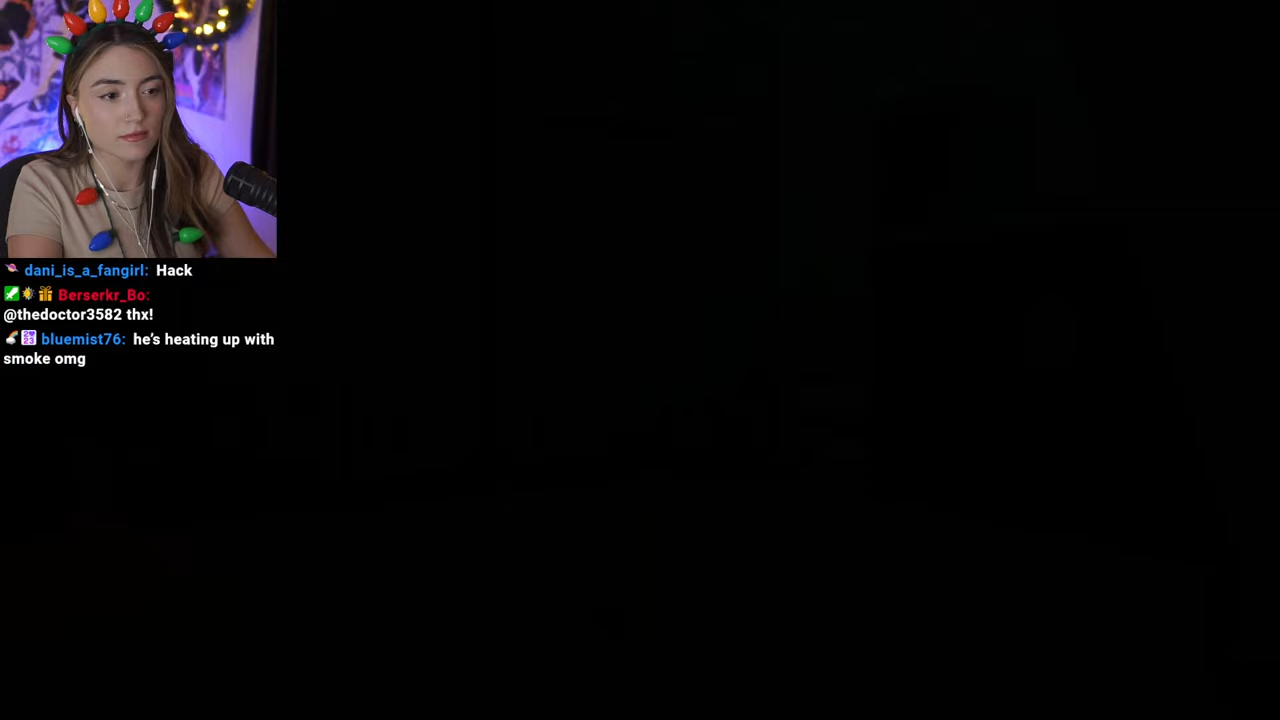 dani_is_a_fangirl: Hack
Berserkr_Bo:
@thedoctor3582 thx!
bluemist76: he's heating up with
smoke omg